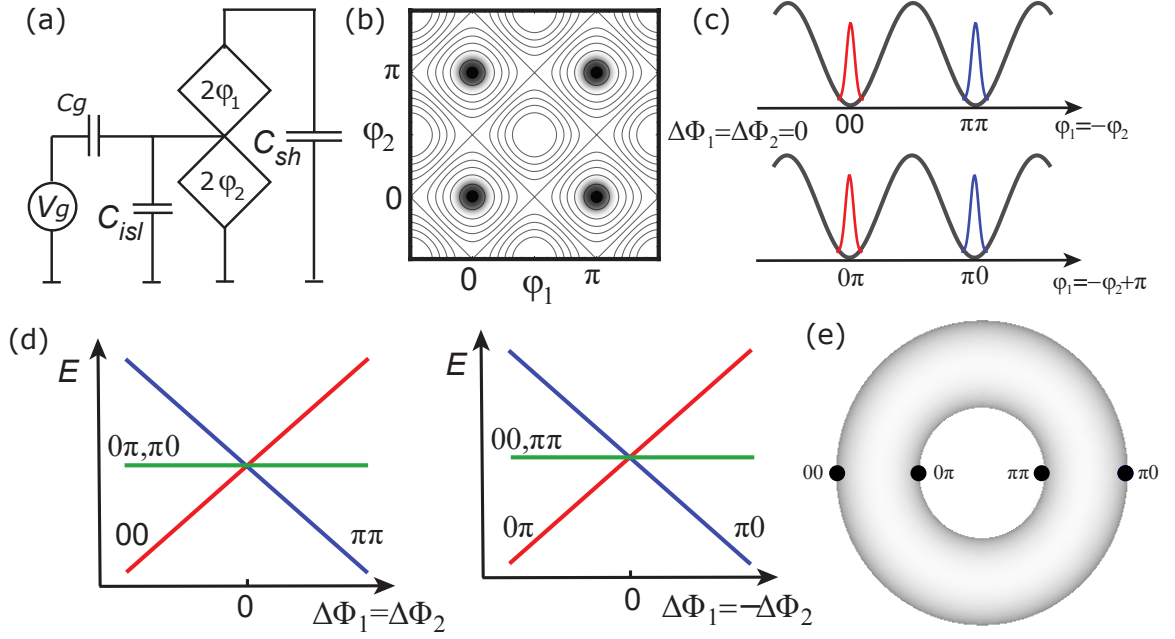 (a)
Cg
Vg
C_isl
2φ₁
2φ₂
C_sh
(b)
π
φ₂
0
0
φ₁
π
(c)
00
ππ
ΔΦ₁=ΔΦ₂=0
φ₁=−φ₂
0π
π0
φ₁=−φ₂+π
(d)
E
0π,π0
00
ππ
0
ΔΦ₁=ΔΦ₂
E
00,ππ
0π
π0
0
ΔΦ₁=−ΔΦ₂
(e)
00
0π
ππ
π0